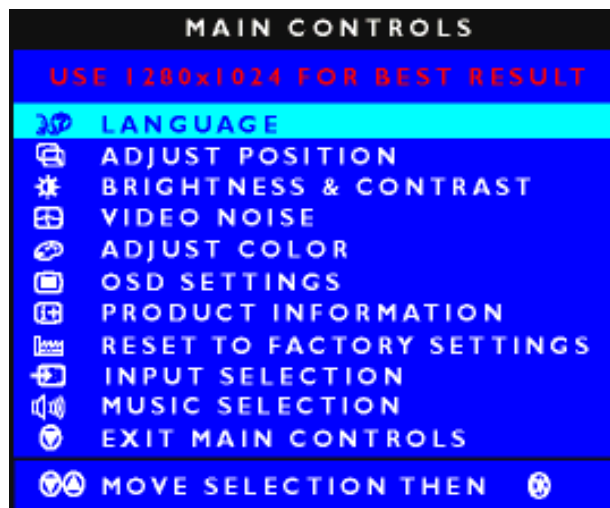 MAIN CONTROLS
USE 1280x1024 FOR BEST RESULT
LANGUAGE
ADJUST POSITION
BRIGHTNESS & CONTRAST
VIDEO NOISE
ADJUST COLOR
OSD SETTINGS
PRODUCT INFORMATION
RESET TO FACTORY SETTINGS
INPUT SELECTION
MUSIC SELECTION
EXIT MAIN CONTROLS
MOVE SELECTION THEN